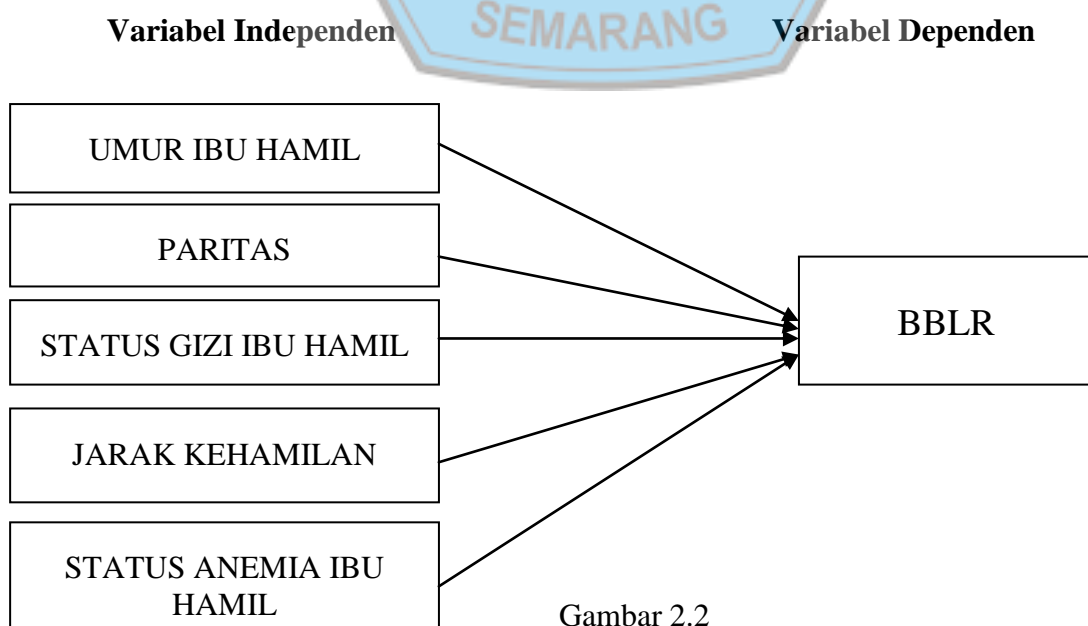 SEMARANG
Variabel Independen
Variabel Dependen
UMUR IBU HAMIL
PARITAS
STATUS GIZI IBU HAMIL
JARAK KEHAMILAN
STATUS ANEMIA IBU
HAMIL
BBLR
Gambar 2.2